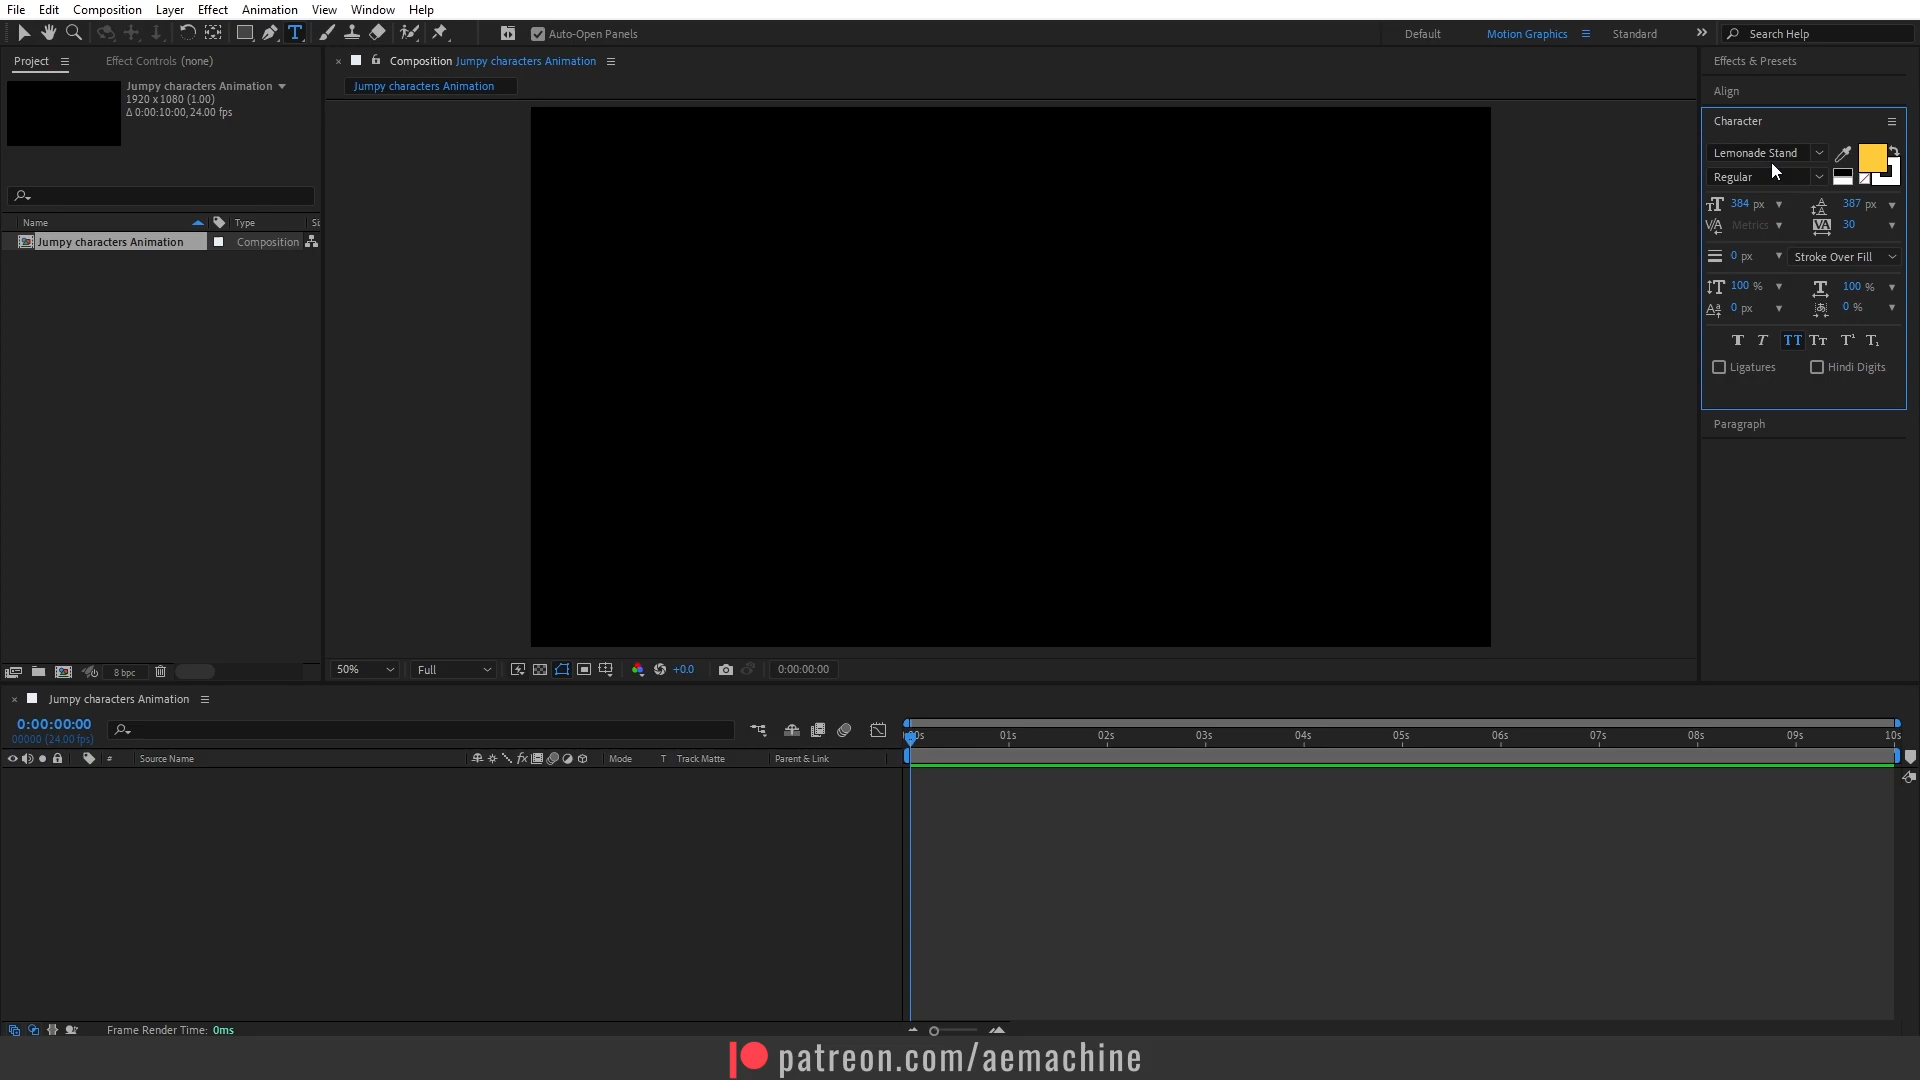 File Edit Composition Layer Effect Animation View Window Help
Auto-Open Panels
Default Motion Graphics Standard
Search Help
Project
Effect Controls (none)
Jumpy characters Animation
1920 x 1080 (1.00)
Δ 0:00:10:00, 24.00 fps
Name Type Si
Jumpy characters Animation Composition
8 bpc
Composition Jumpy characters Animation
Jumpy characters Animation
50% Full +0.0 0:00:00:00
Effects & Presets
Align
Character
Lemonade Stand
Regular
384 px 387 px
Metrics 30
0 px Stroke Over Fill
100 % 100 %
0 px 0 %
Ligatures Hindi Digits
Paragraph
Jumpy characters Animation
0:00:00:00
00000 (24.00 fps)
# Source Name Mode T Track Matte Parent & Link
00s 01s 02s 03s 04s 05s 06s 07s 08s 09s 10s
Frame Render Time: 0ms
patreon.com/aemachine